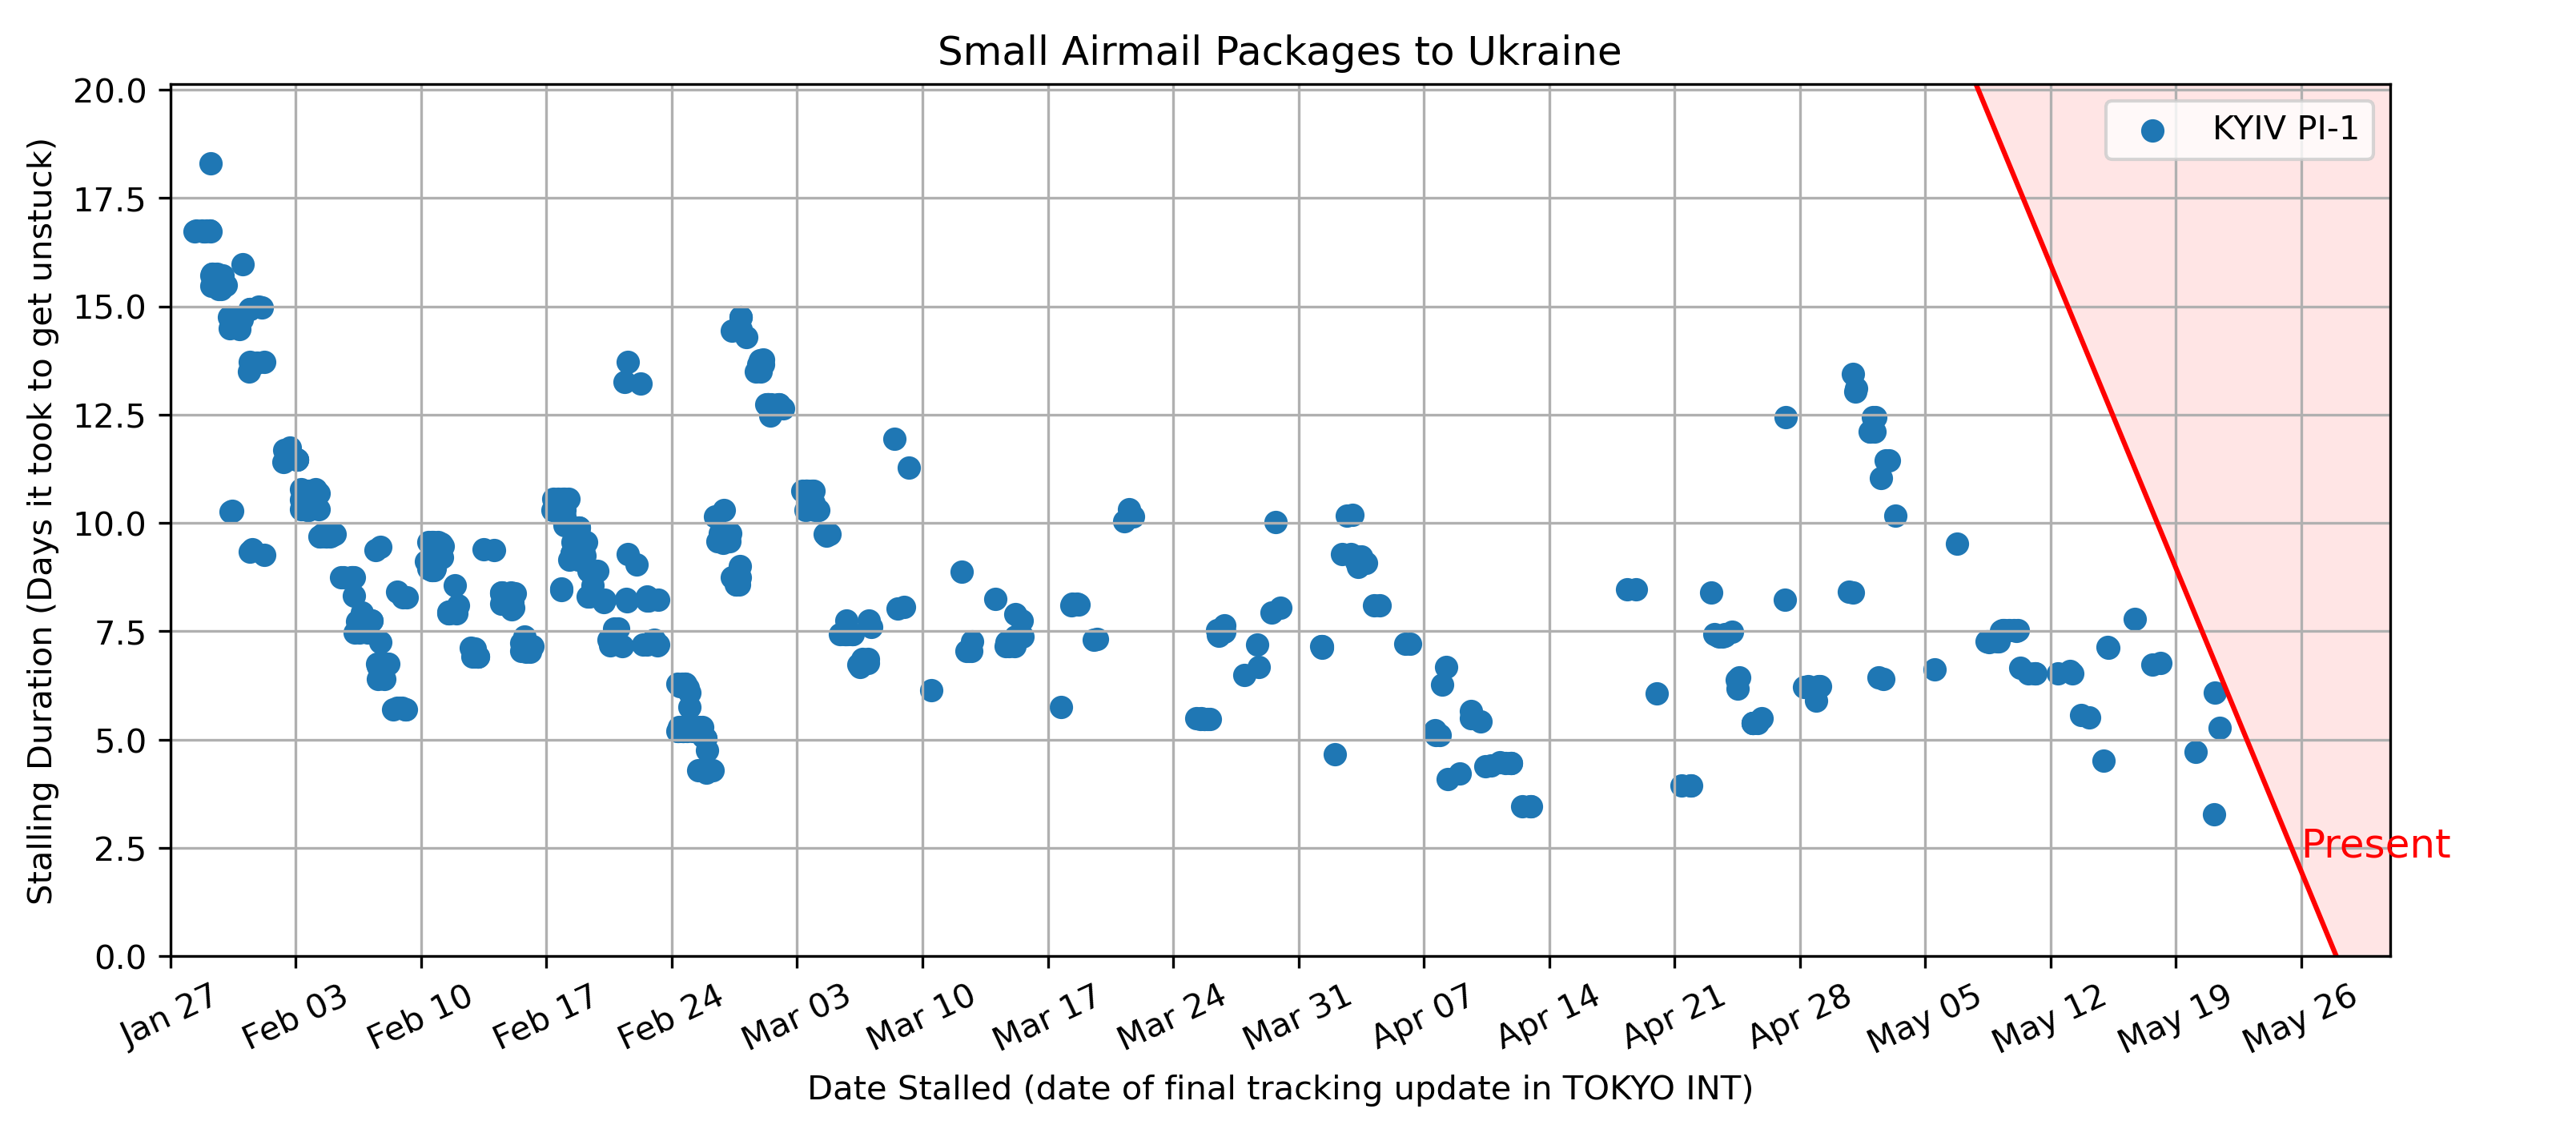 Small Airmail Packages to Ukraine
KYIV PI-1
Stalling Duration (Days it took to get unstuck)
20.0
17.5
15.0
12.5
10.0
7.5
5.0
2.5
0.0
Present
Jan 27
Feb 03
Feb 10
Feb 17
Feb 24
Mar 03
Mar 10
Mar 17
Mar 24
Mar 31
Apr 07
Apr 14
Apr 21
Apr 28
May 05
May 12
May 19
May 26
Date Stalled (date of final tracking update in TOKYO INT)